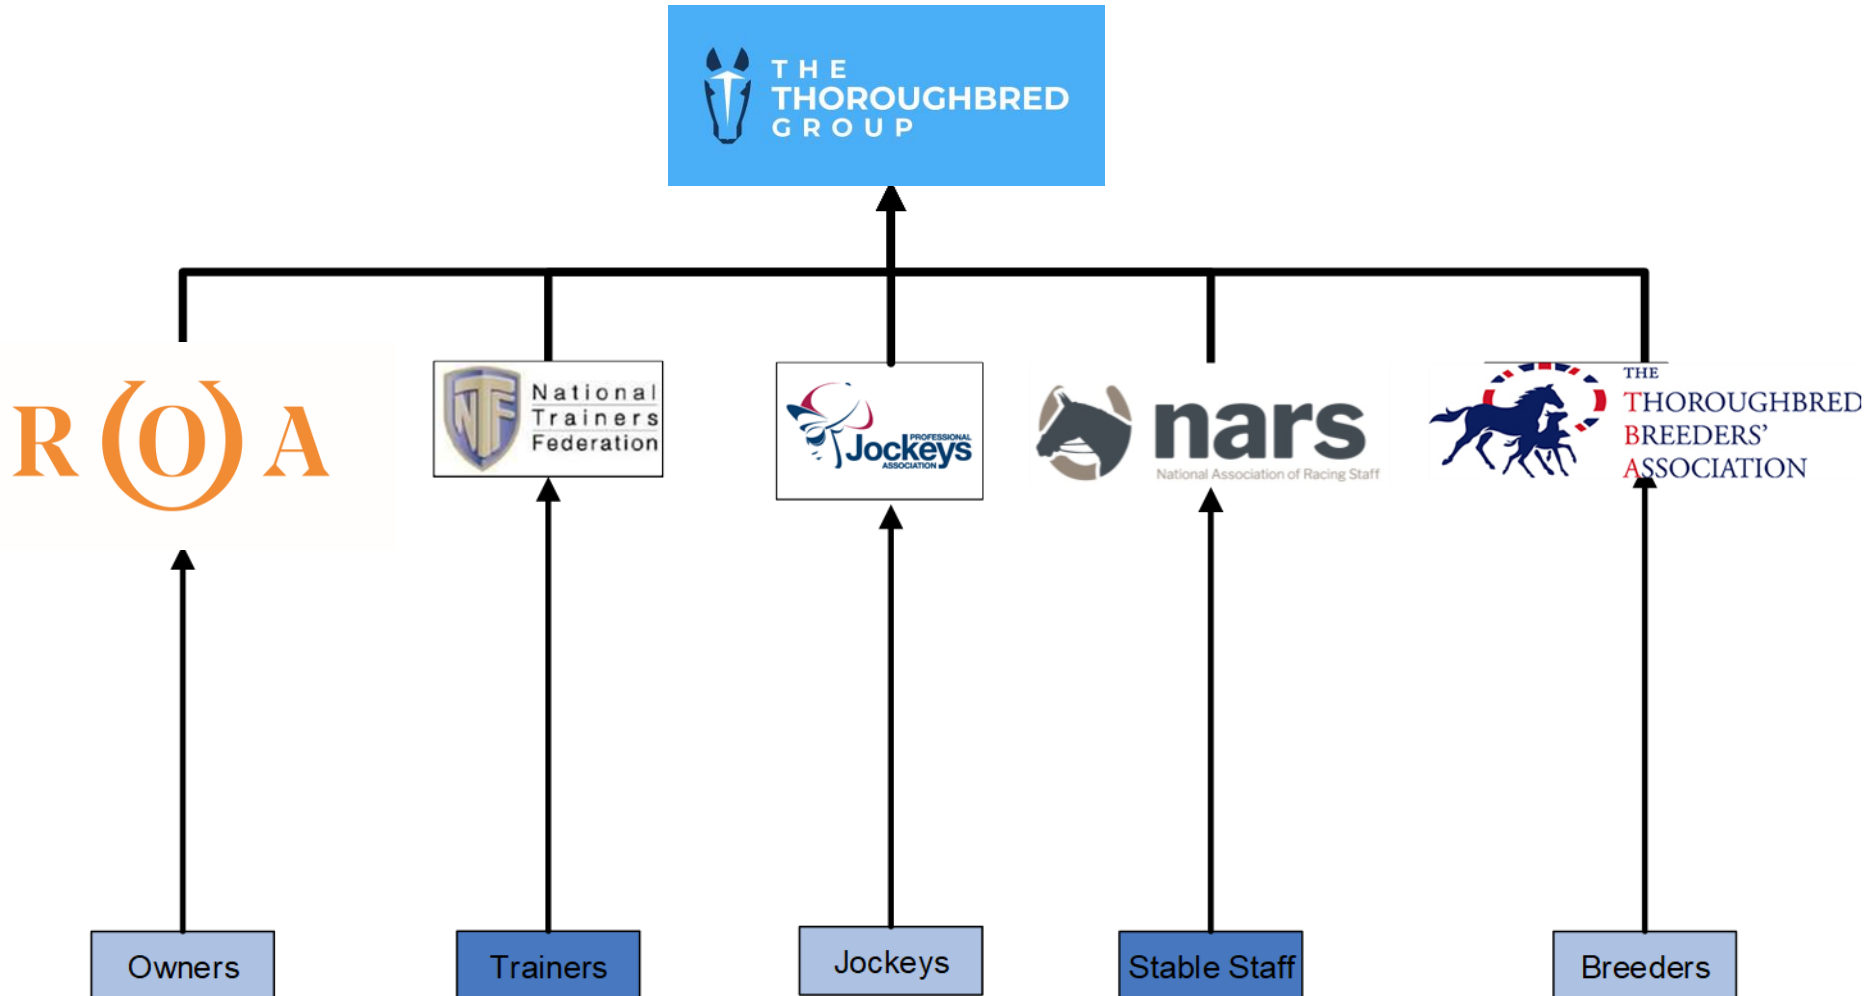 THE
THOROUGHBRED
GROUP
ROA
National
Trainers
Federation
NTF
PROFESSIONAL
Jockeys
ASSOCIATION
nars
National Association of Racing Staff
THE
THOROUGHBRED
BREEDERS'
ASSOCIATION
Owners
Trainers
Jockeys
Stable Staff
Breeders